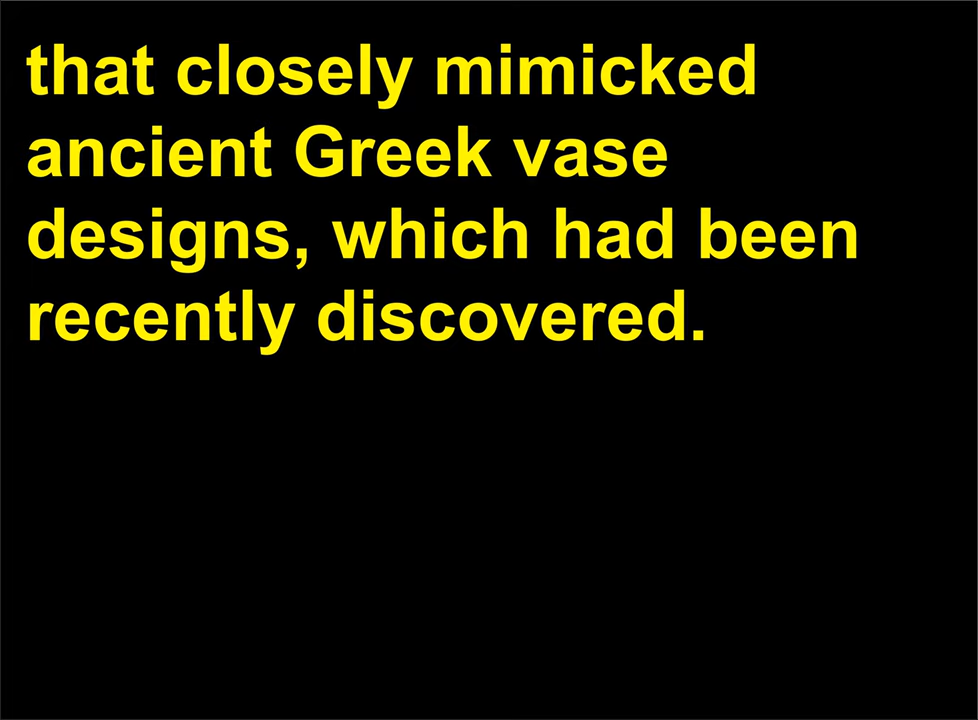 that closely mimicked
ancient Greek vase
designs, which had been
recently discovered.